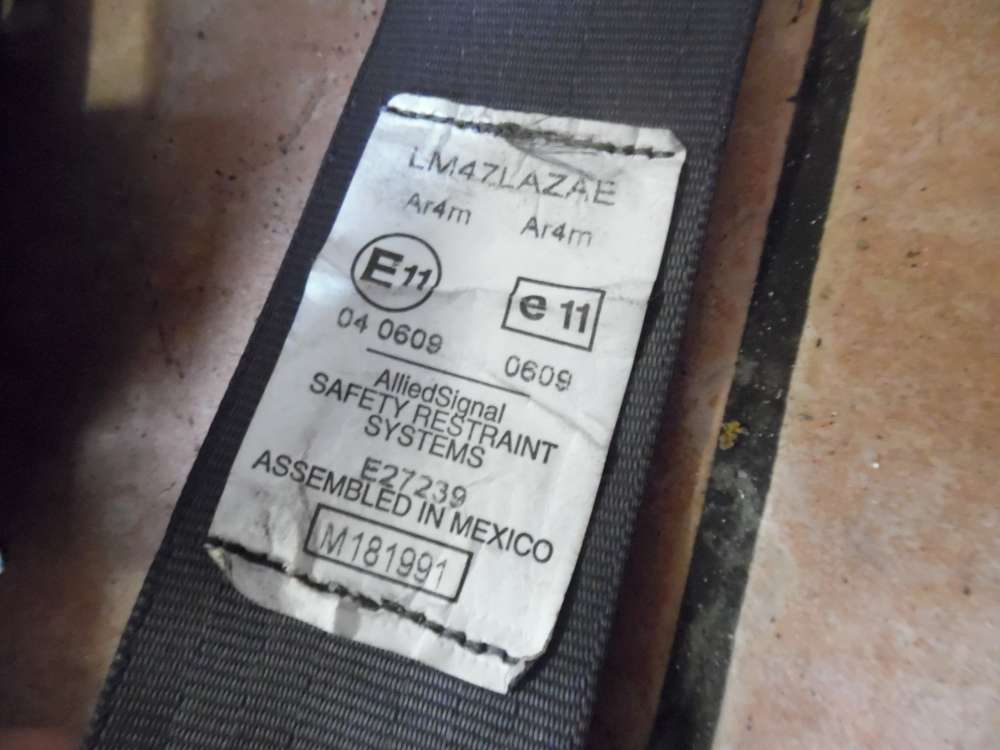 LM47LAZAE
Ar4m Ar4m
E11 e 11
04 0609 0609
AlliedSignal
SAFETY RESTRAINT
SYSTEMS
E27239
ASSEMBLED IN MEXICO
M181991